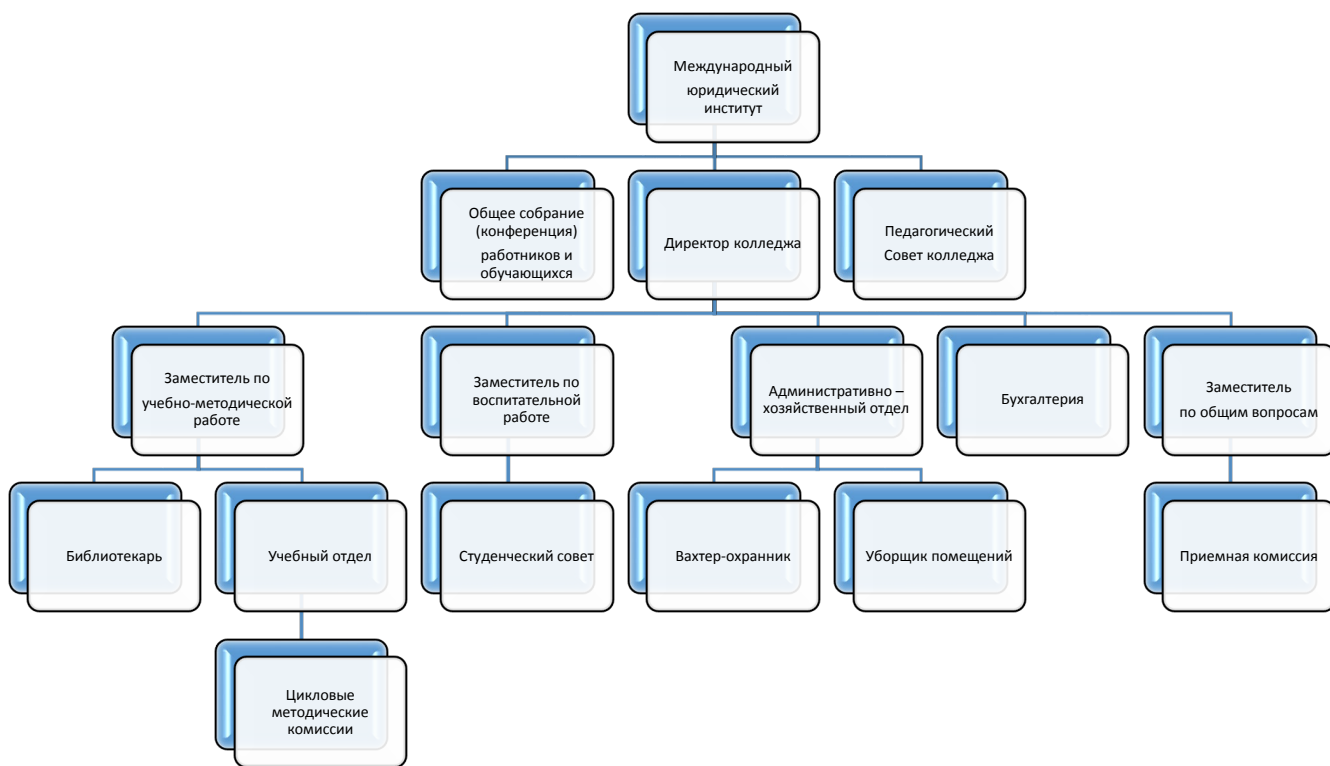 Международный
юридический
институт
Общее собрание
(конференция)
работников и
обучающихся
Директор колледжа
Педагогический
Совет колледжа
Заместитель по
учебно-методической
работе
Заместитель по
воспитательной
работе
Административно –
хозяйственный отдел
Бухгалтерия
Заместитель
по общим вопросам
Библиотекарь
Учебный отдел
Студенческий совет
Вахтер-охранник
Уборщик помещений
Приемная комиссия
Цикловые
методические
комиссии